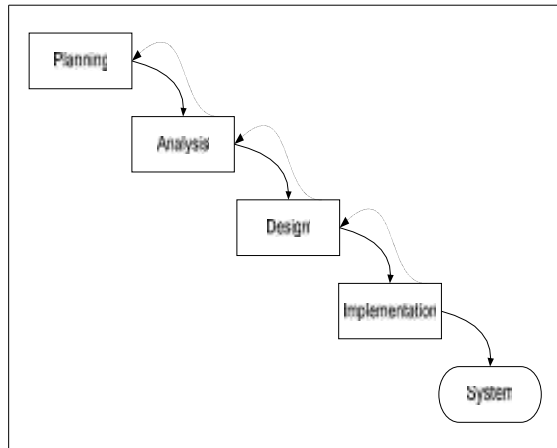 Planning
Analysis
Design
Implementation
System